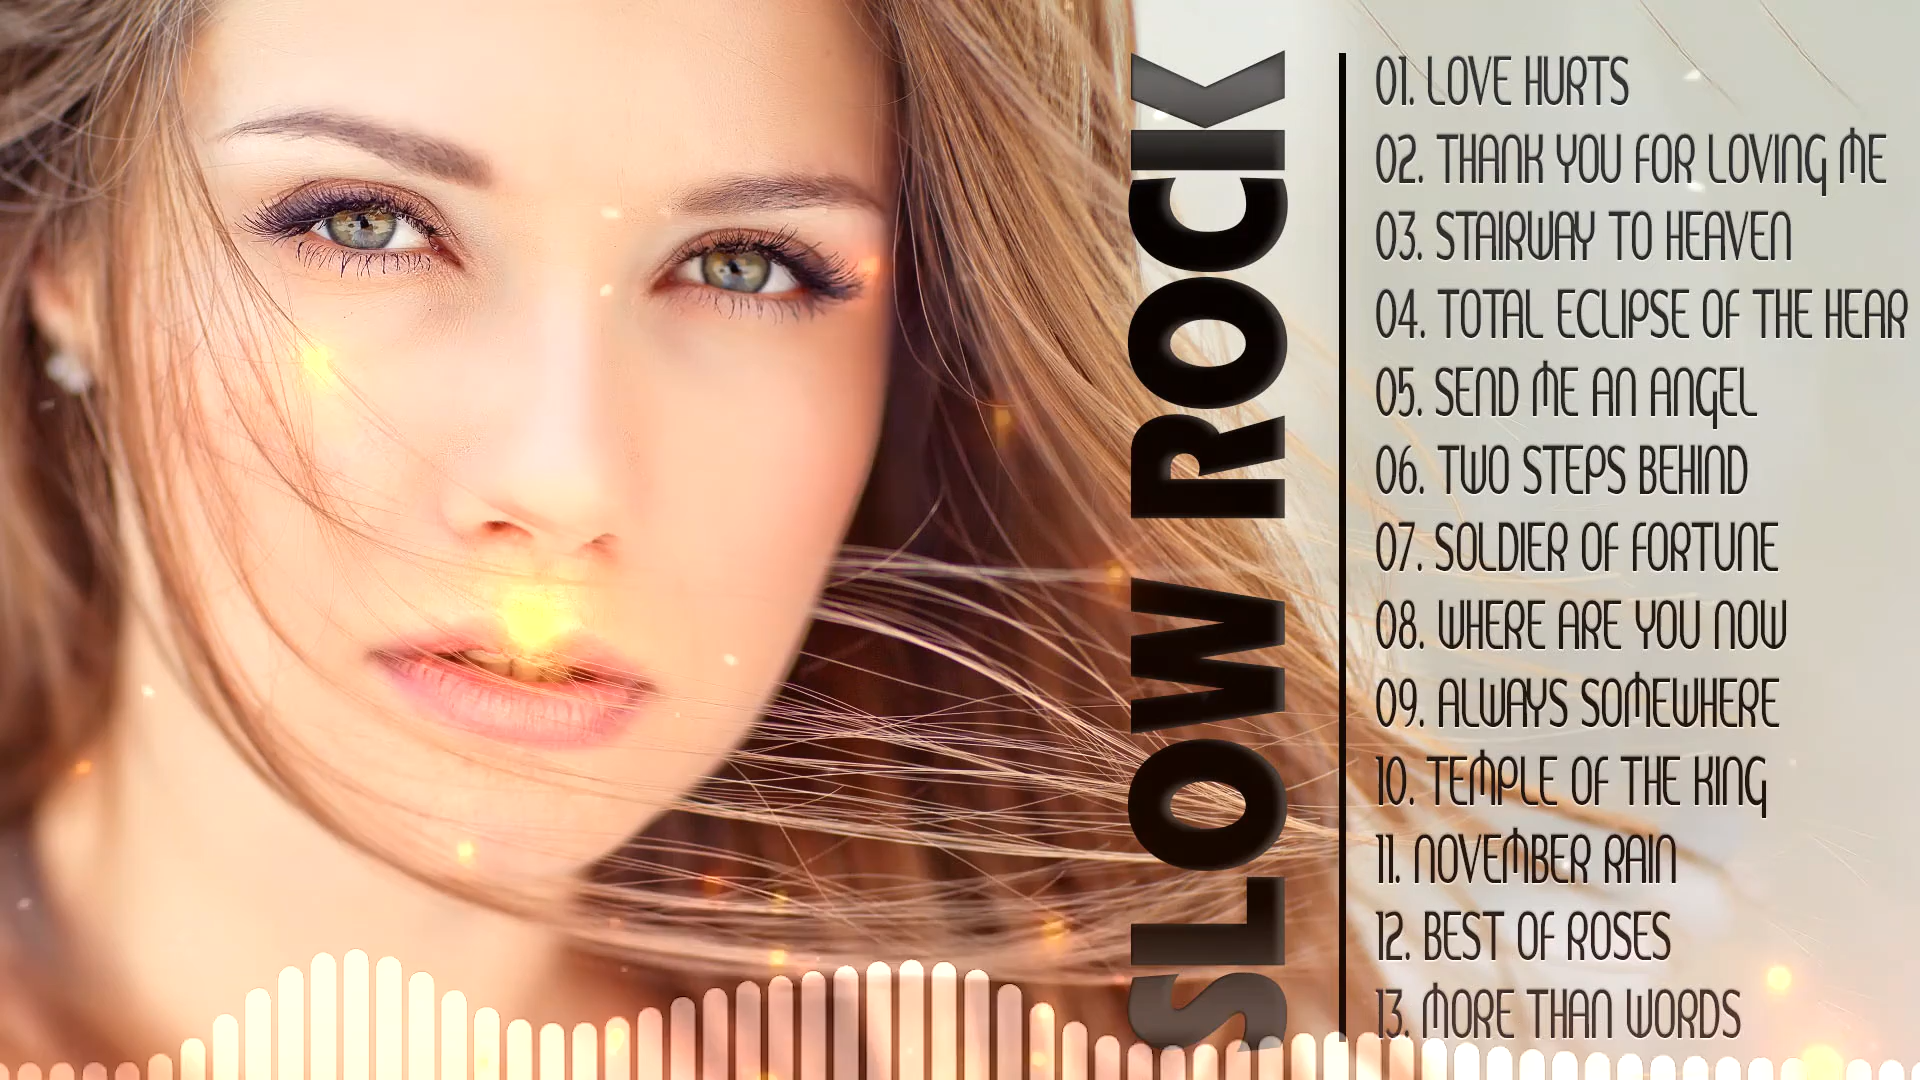 SLOW ROCK
01. LOVE HURTS
02. THANK YOU FOR LOVING ME
03. STAIRWAY TO HEAVEN
04. TOTAL ECLIPSE OF THE HEAR
05. SEND ME AN ANGEL
06. TWO STEPS BEHIND
07. SOLDIER OF FORTUNE
08. WHERE ARE YOU NOW
09. ALWAYS SOMEWHERE
10. TEMPLE OF THE KING
11. NOVEMBER RAIN
12. BEST OF ROSES
13. MORE THAN WORDS